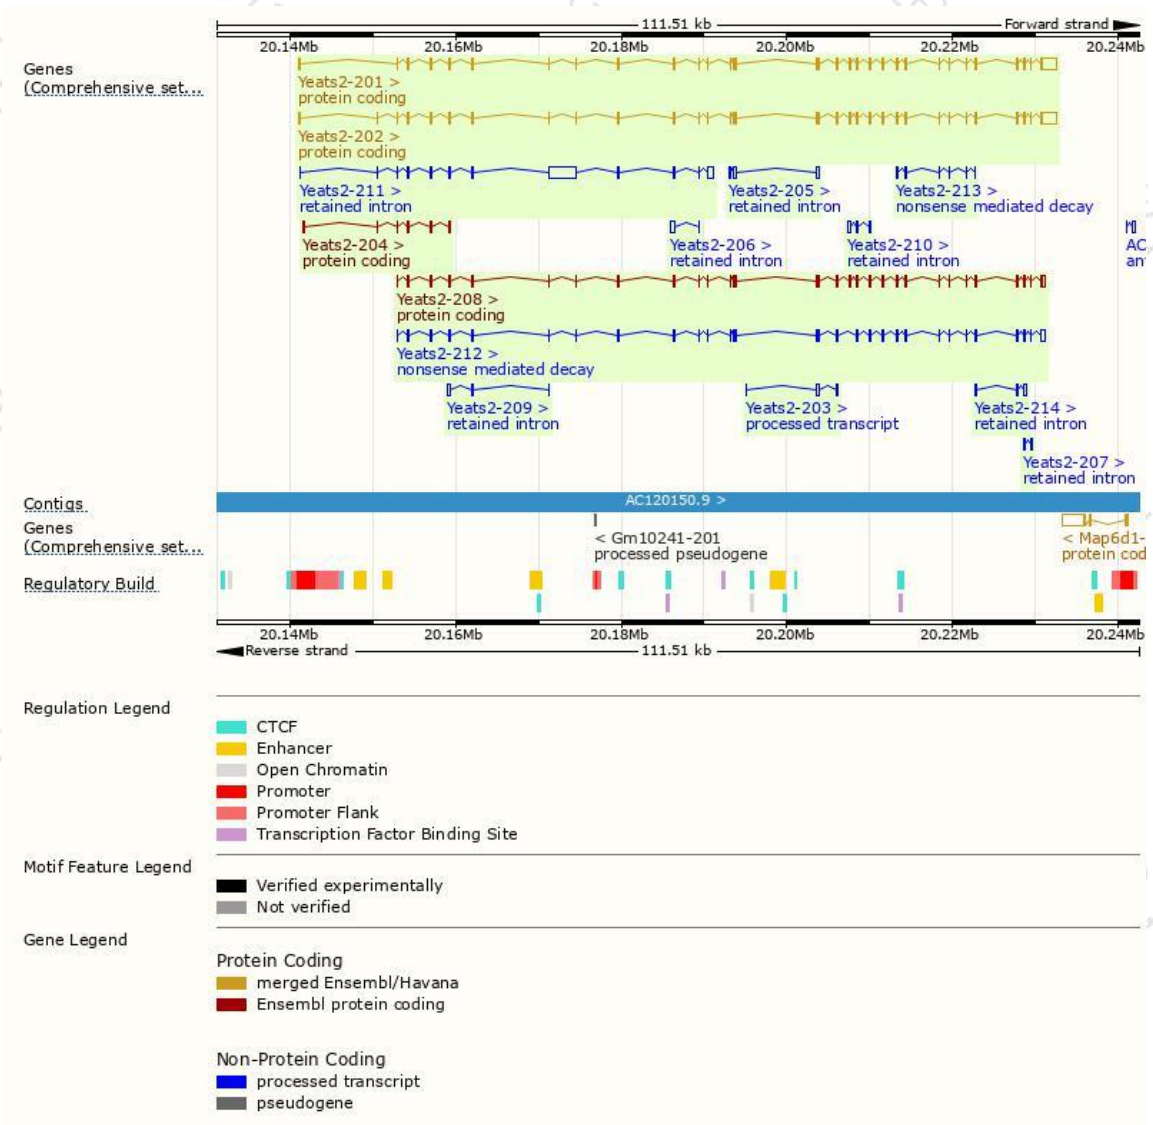 111.51 kb Forward strand
20.14Mb 20.16Mb 20.18Mb 20.20Mb 20.22Mb 20.24Mb
Genes
(Comprehensive set...
Yeats2-201 >
protein coding
Yeats2-202 >
protein coding
Yeats2-211 > Yeats2-205 > Yeats2-213 >
retained intron retained intron nonsense mediated decay
Yeats2-204 > Yeats2-206 > Yeats2-210 > AC
protein coding retained intron retained intron an
Yeats2-208 >
protein coding
Yeats2-212 >
nonsense mediated decay
Yeats2-209 > Yeats2-203 > Yeats2-214 >
retained intron processed transcript retained intron
Yeats2-207 >
retained intron
Contigs AC120150.9 >
Genes
(Comprehensive set...
< Gm10241-201 < Map6d1-
processed pseudogene protein cod
Regulatory Build
20.14Mb 20.16Mb 20.18Mb 20.20Mb 20.22Mb 20.24Mb
Reverse strand 111.51 kb
Regulation Legend
CTCF
Enhancer
Open Chromatin
Promoter
Promoter Flank
Transcription Factor Binding Site
Motif Feature Legend
Verified experimentally
Not verified
Gene Legend
Protein Coding
merged Ensembl/Havana
Ensembl protein coding
Non-Protein Coding
processed transcript
pseudogene